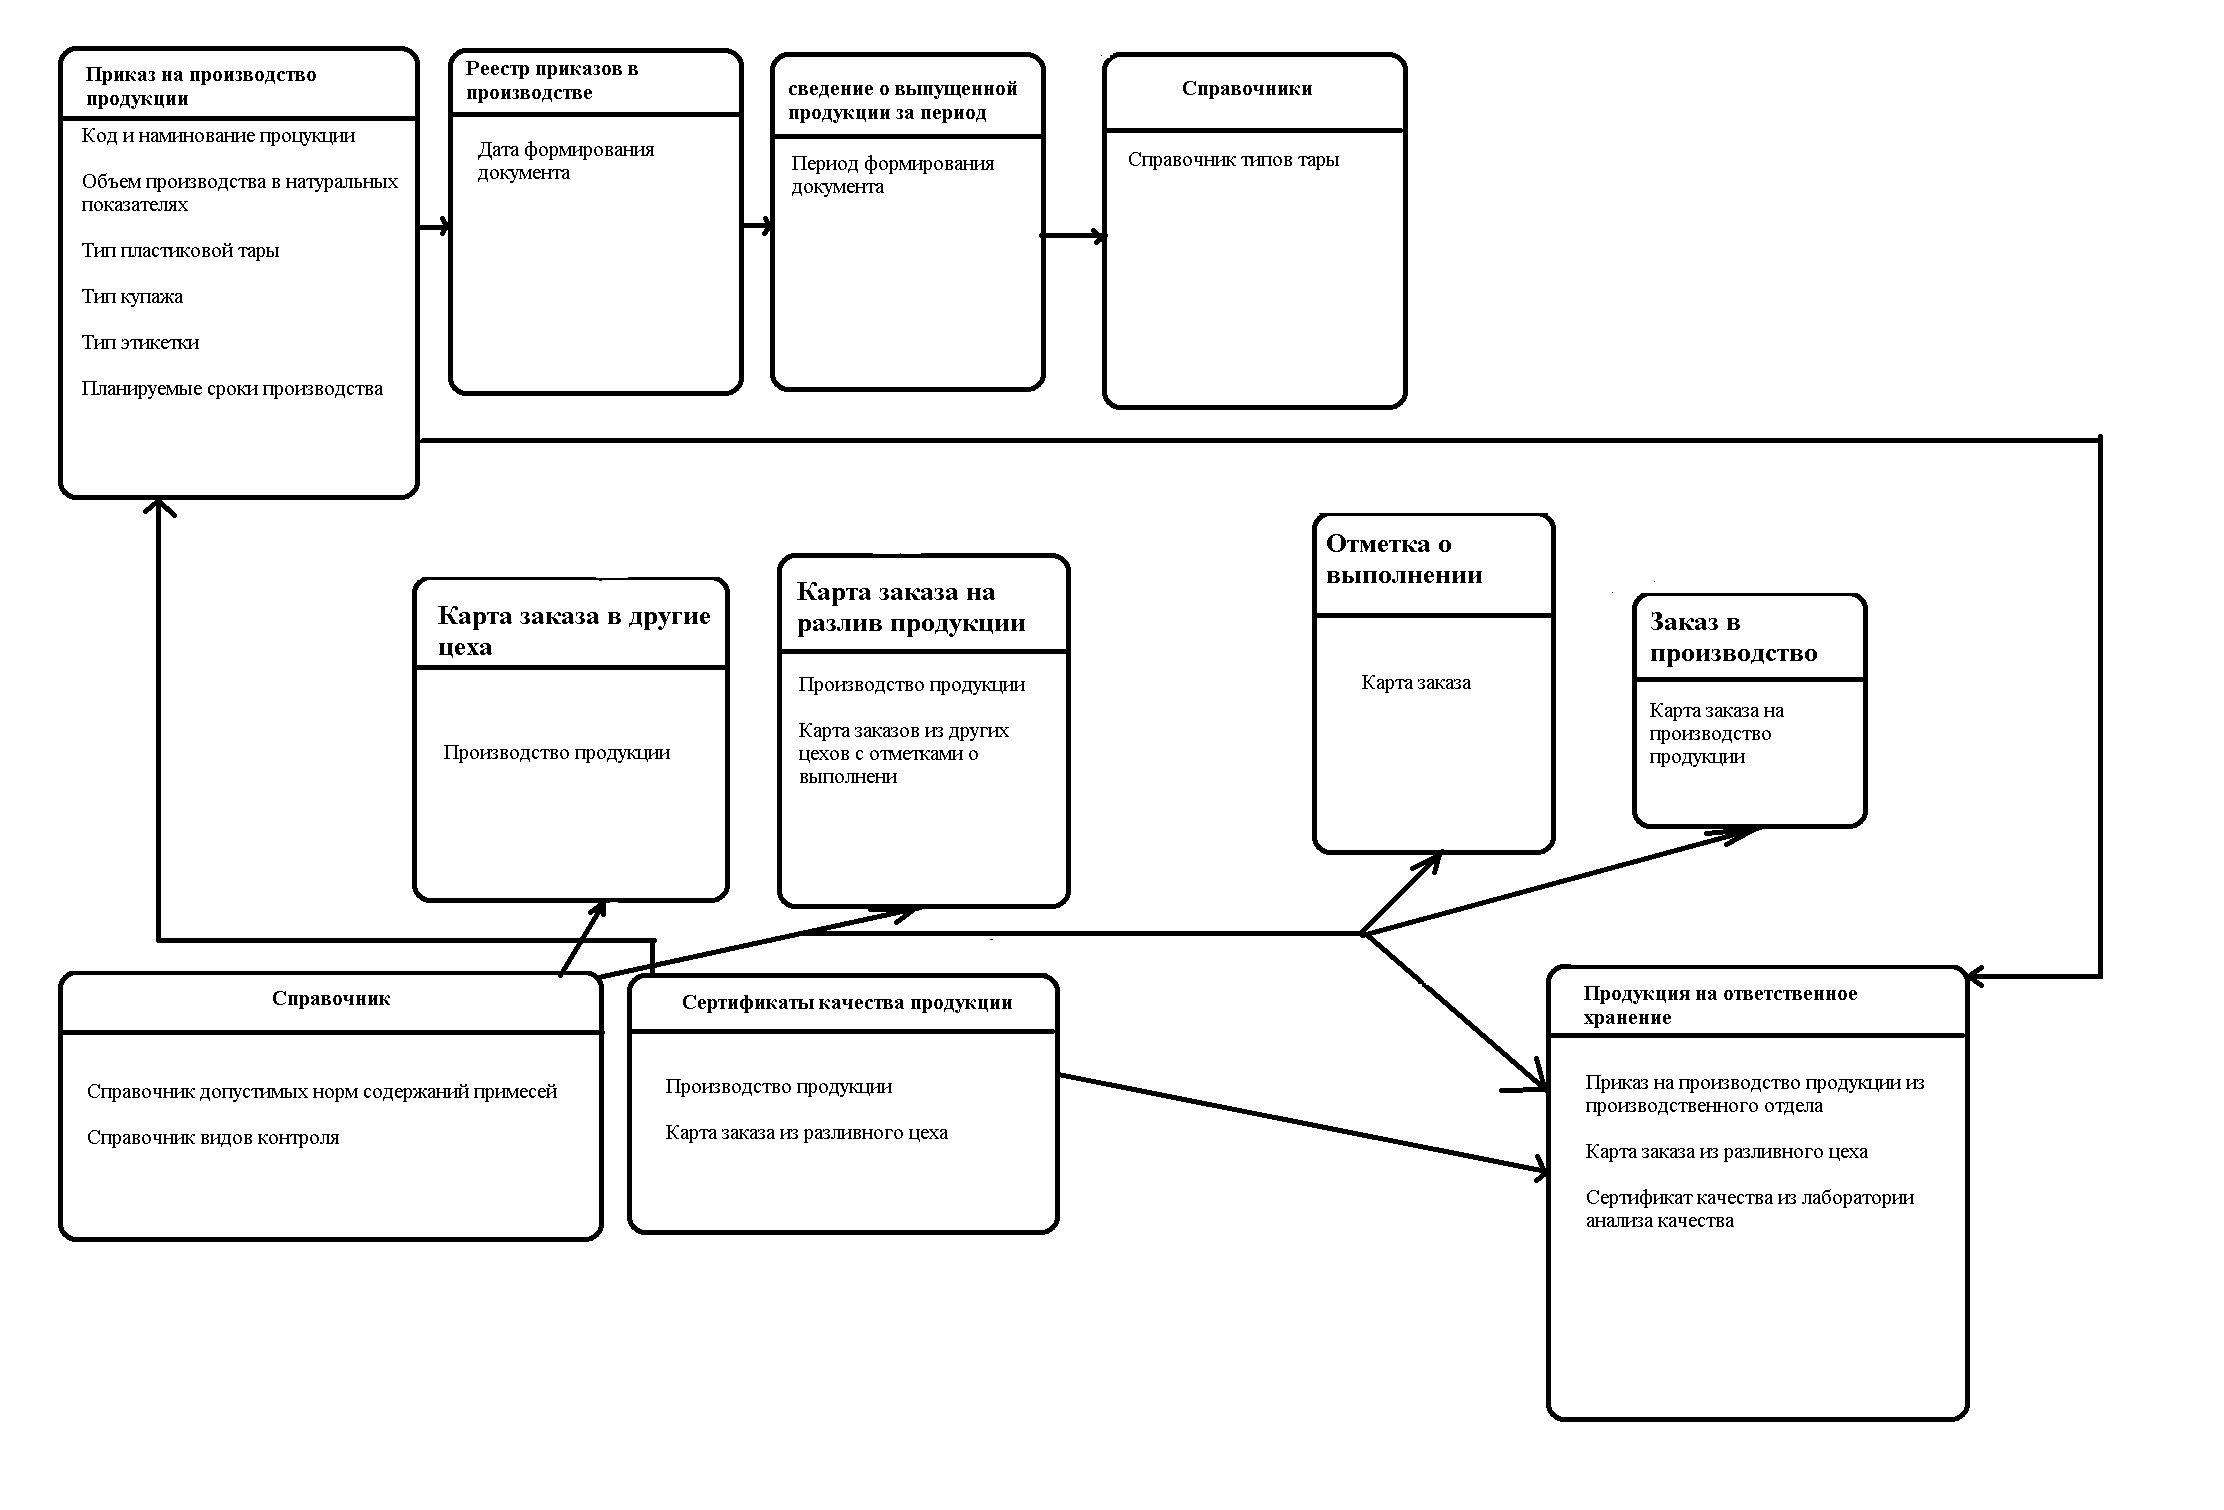 Приказ на производство
продукции
Код и наминование процукции
Объем производства в натуральных
показателях
Тип пластиковой тары
Тип купажа
Тип этикетки
Планируемые сроки производства
Реестр приказов в
производстве
Дата формирования
документа
сведение о выпущенной
продукции за период
Период формирования
документа
Справочники
Справочник типов тары
Карта заказа в другие
цеха
Производство продукции
Карта заказа на
разлив продукции
Производство продукции
Карта заказов из других
цехов с отметками о
выполнени
Отметка о
выполнении
Карта заказа
Заказ в
производство
Карта заказа на
производство
продукции
Справочник
Справочник допустимых норм содержаний примесей
Справочник видов контроля
Сертификаты качества продукции
Производство продукции
Карта заказа из разливного цеха
Продукция на ответственное
хранение
Приказ на производство продукции из
производственного отдела
Карта заказа из разливного цеха
Сертификат качества из лаборатории
анализа качества